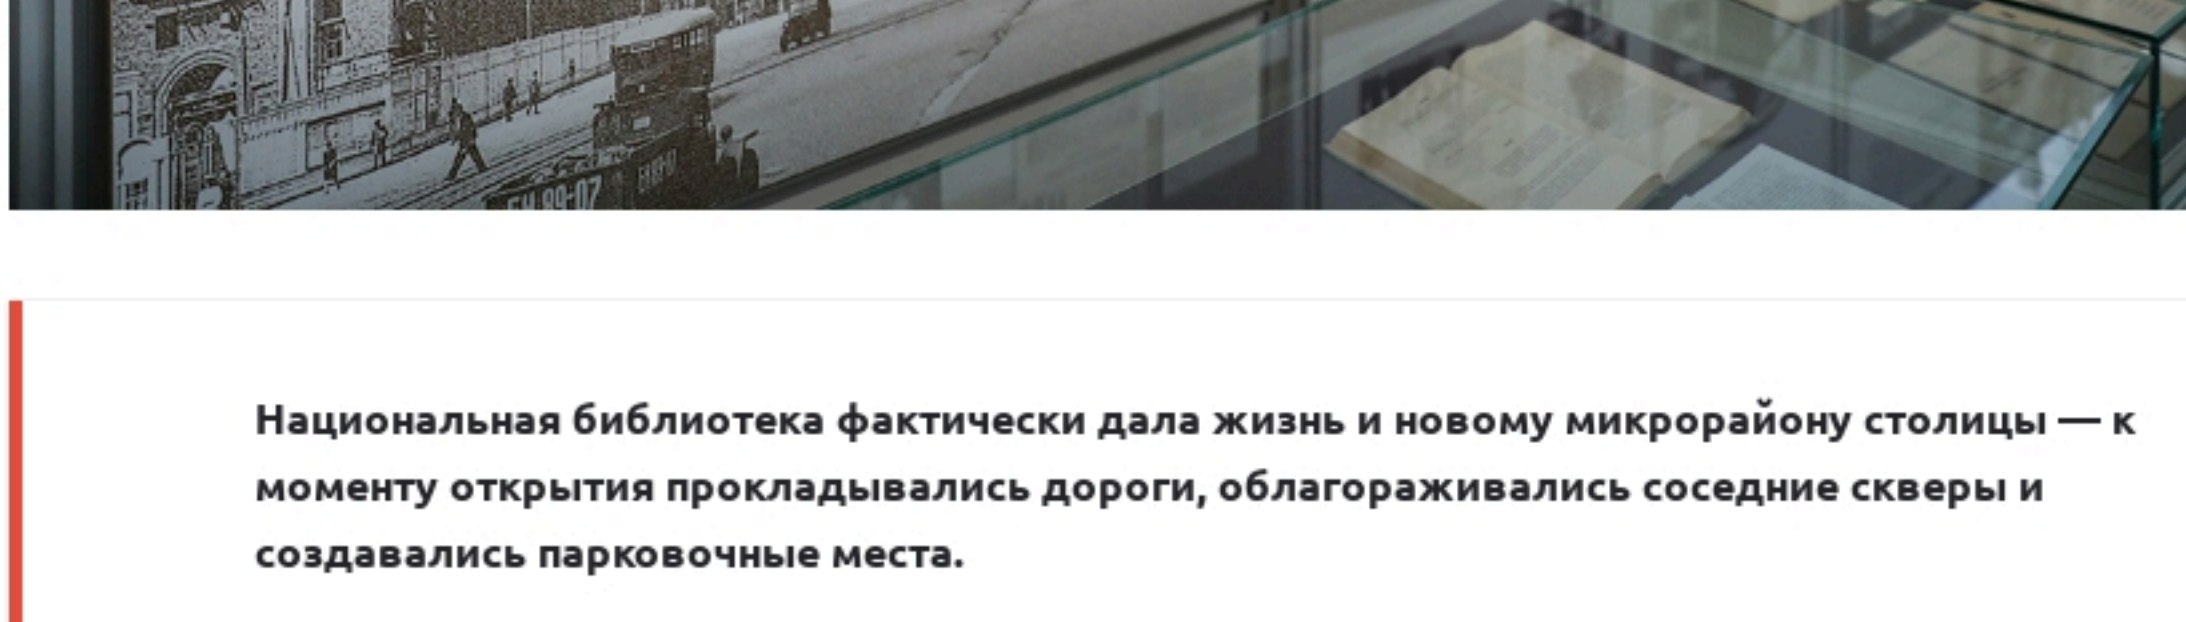 Национальная библиотека фактически дала жизнь и новому микрорайону столицы — к
моменту открытия прокладывались дороги, облагораживались соседние скверы и
создавались парковочные места.